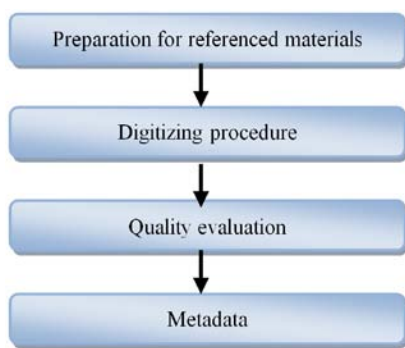 Preparation for referenced materials
Digitizing procedure
Quality evaluation
Metadata